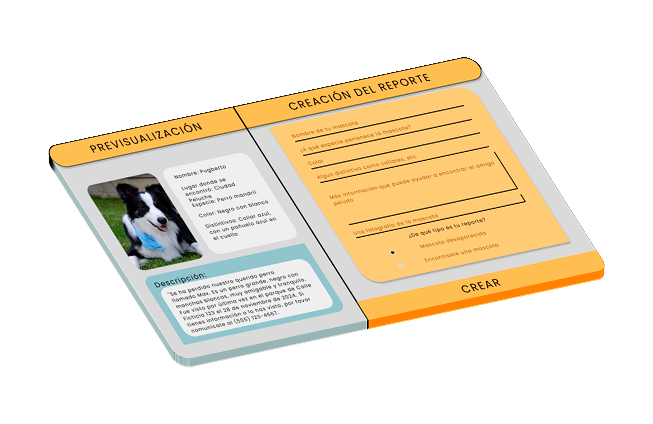 PREVISUALIZACIÓN
Nombre: Pugberto
Lugar donde se
encontró: Ciudad
Peluche
Especie: Perro mandril
Color: Negro con blanco
Distintivos: Collar azul,
con un pañuelo azul en
el cuello
Descripción:
"Se ha perdido nuestro querido perro
llamado Max. Es un perro grande, negro con
manchas blancas, muy amigable y tranquilo.
Fue visto por última vez en el parque de Calle
Ficticia 123 el 28 de noviembre de 2024. Si
tienes información o lo has visto, por favor
comunícate al (555) 123-4567.
CREACIÓN DEL REPORTE
Nombre de tu mascota
¿A qué especie pertenece la mascota?
Color
Algun distintivo como collares, etc.
Más información que puede ayudar a encontrar al amigo
peludo
Una fotografía de la mascota
¿De qué tipo es tu reporte?
Mascota desaparecida
Encontraste una mascota
CREAR